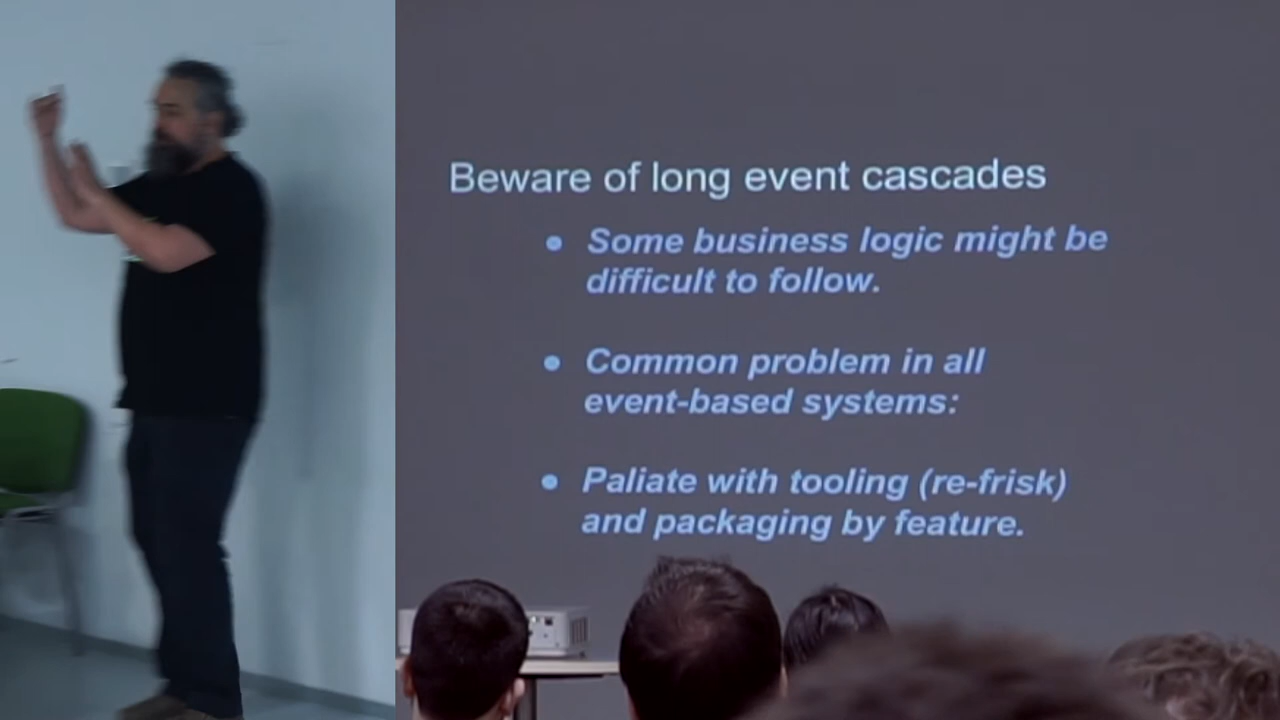 Beware of long event cascades
• Some business logic might be
difficult to follow.
• Common problem in all
event-based systems:
• Paliate with tooling (re-frisk)
and packaging by feature.